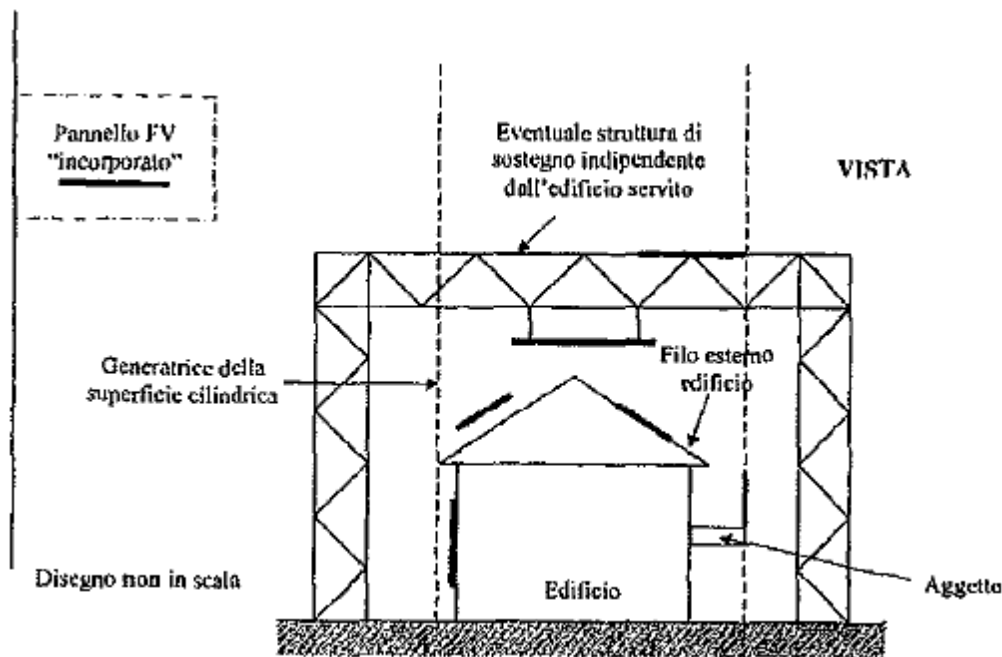 Pannello FV
"incorporato"
Eventuale struttura di
sostegno indipendente
dall'edificio servito
VISTA
Generatrice della
superficie cilindrica
Filo esterno
edificio
Disegno non in scala
Edificio
Aggetto